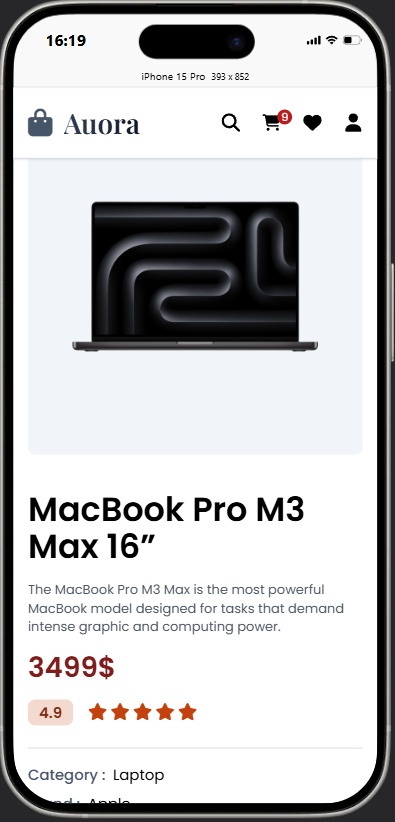 16:19
iPhone 15 Pro 393 x 852
Auora
9
MacBook Pro M3
Max 16”
The MacBook Pro M3 Max is the most powerful
MacBook model designed for tasks that demand
intense graphic and computing power.
3499$
4.9
Category : Laptop
Apple